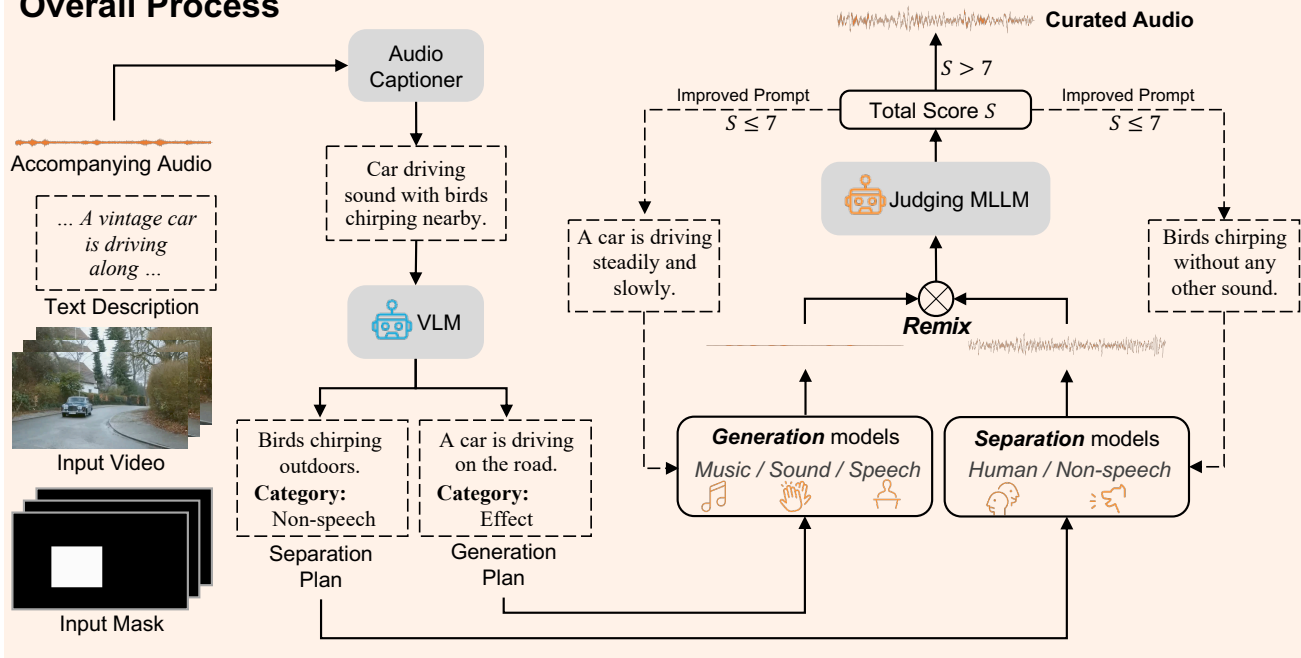 Overall Process
Audio
Captioner
Accompanying Audio
... A vintage car
is driving
along ...
Text Description
Input Video
Input Mask
Car driving
sound with birds
chirping nearby.
VLM
Birds chirping
outdoors.
Category:
Non-speech
Separation
Plan
A car is driving
on the road.
Category:
Effect
Generation
Plan
Curated Audio
S > 7
Improved Prompt
S ≤ 7
Total Score S
Improved Prompt
S ≤ 7
Judging MLLM
A car is driving
steadily and
slowly.
Birds chirping
without any
other sound.
Remix
Generation models
Music / Sound / Speech
Separation models
Human / Non-speech